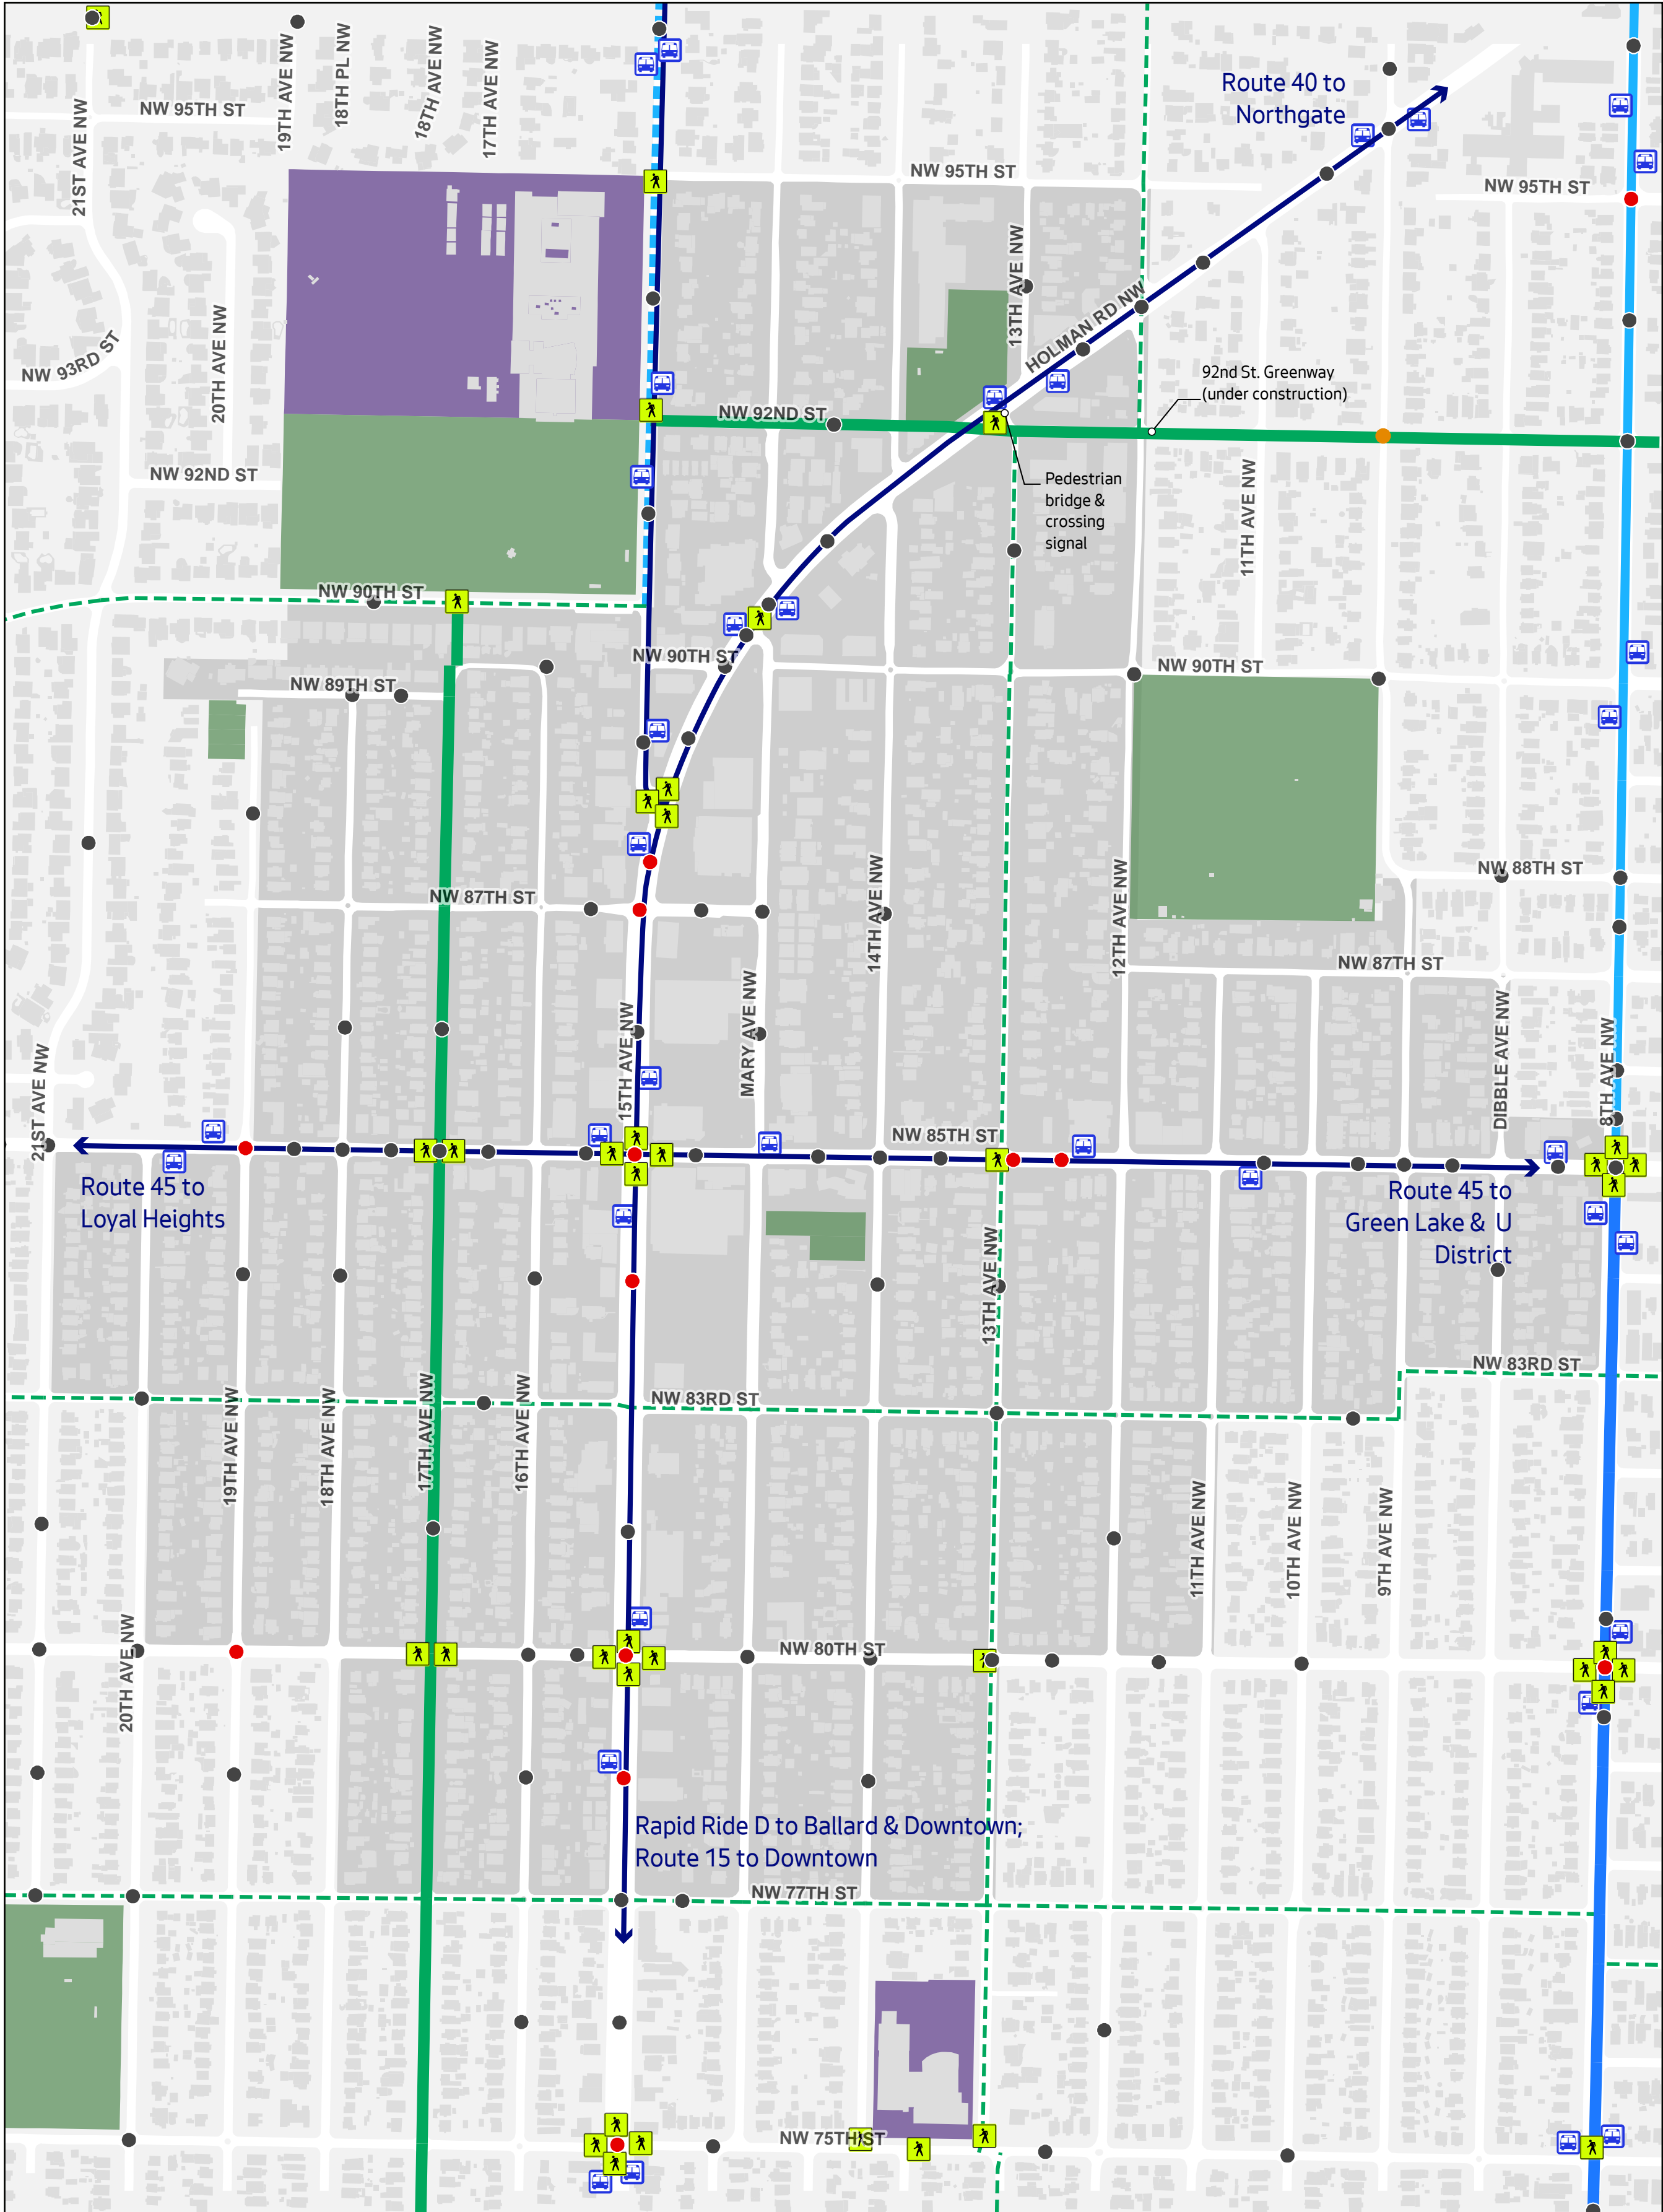 19TH AVE NW
18TH PL NW
18TH AVE NW
17TH AVE NW
21ST AVE NW
NW 95TH ST
Route 40 to
Northgate
NW 95TH ST
NW 95TH ST
13TH AVE NW
HOLMAN RD NW
20TH AVE NW
NW 93RD ST
92nd St. Greenway
(under construction)
NW 92ND ST
NW 92ND ST
Pedestrian
bridge &
crossing
signal
11TH AVE NW
NW 90TH ST
NW 90TH ST
NW 90TH ST
NW 89TH ST
NW 88TH ST
NW 87TH ST
14TH AVE NW
12TH AVE NW
NW 87TH ST
MARY AVE NW
15TH AVE NW
DIBBLE AVE NW
8TH AVE NW
21ST AVE NW
NW 85TH ST
Route 45 to
Loyal Heights
Route 45 to
Green Lake & U
District
13TH AVE NW
NW 83RD ST
NW 83RD ST
19TH AVE NW
18TH AVE NW
17TH AVE NW
16TH AVE NW
11TH AVE NW
10TH AVE NW
9TH AVE NW
20TH AVE NW
NW 80TH ST
Rapid Ride D to Ballard & Downtown;
Route 15 to Downtown
NW 77TH ST
NW 75TH ST